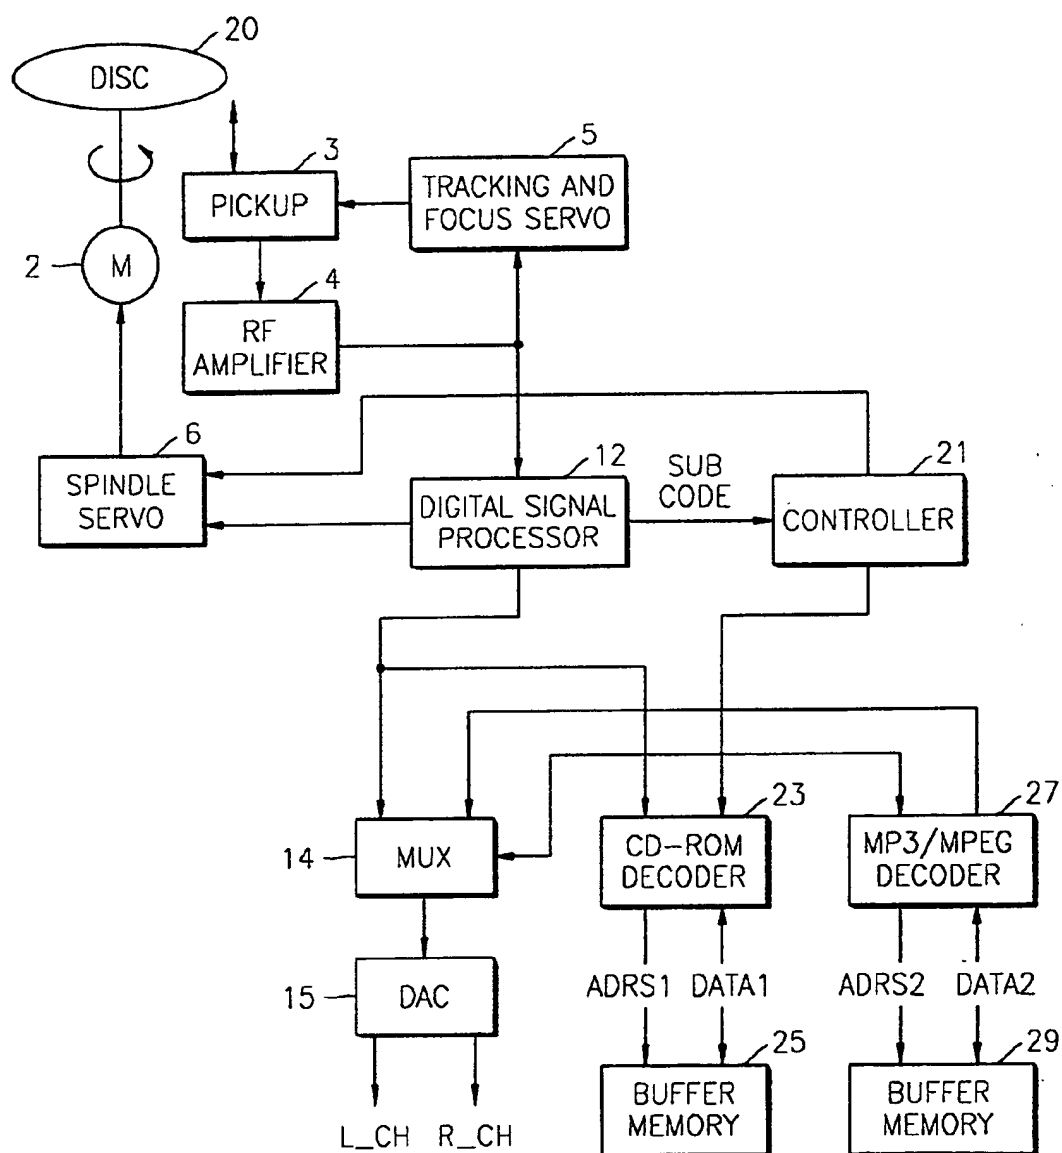 20
DISC
3
PICKUP
5
TRACKING AND
FOCUS SERVO
2
M
4
RF
AMPLIFIER
6
SPINDLE
SERVO
12
DIGITAL SIGNAL
PROCESSOR
SUB
CODE
21
CONTROLLER
14
MUX
23
CD-ROM
DECODER
27
MP3/MPEG
DECODER
15
DAC
ADRS1
DATA1
ADRS2
DATA2
L_CH
R_CH
25
BUFFER
MEMORY
29
BUFFER
MEMORY